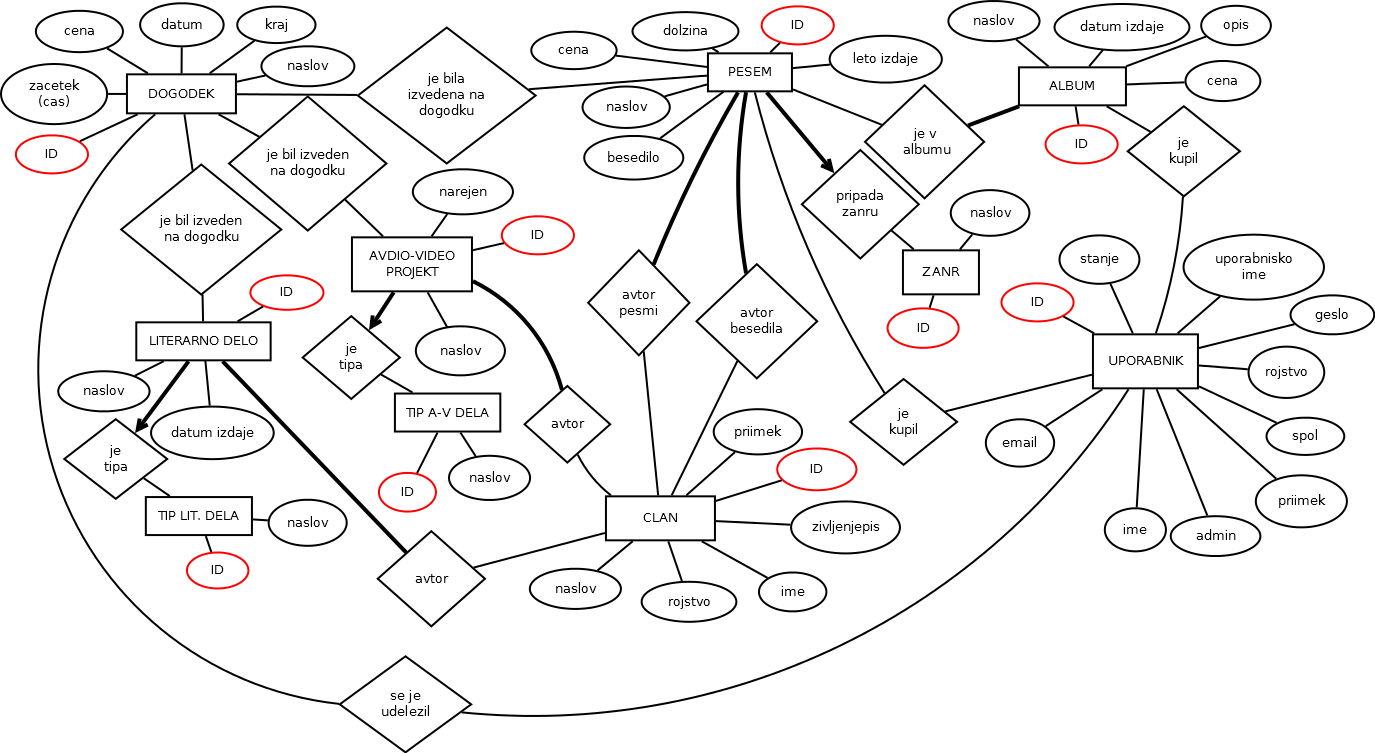 cena
datum
kraj
naslov
zacetek
(cas)
DOGODEK
ID
je bila
izvedena na
dogodku
je bil izveden
na dogodku
je bil izveden
na dogodku
cena
dolzina
ID
leto izdaje
PESEM
naslov
besedilo
naslov
datum izdaje
opis
cena
ALBUM
ID
je v
albumu
je
kupil
pripada
zanru
naslov
ZANR
ID
narejen
ID
AVDIO-VIDEO
PROJEKT
naslov
je
tipa
TIP A-V DELA
ID
naslov
avtor
avtor
pesmi
avtor
besedila
ID
LITERARNO DELO
naslov
datum izdaje
je
tipa
TIP LIT. DELA
naslov
ID
avtor
stanje
uporabnisko
ime
ID
geslo
UPORABNIK
rojstvo
spol
priimek
admin
ime
email
je
kupil
priimek
ID
CLAN
zivljenjepis
naslov
rojstvo
ime
se je
udelezil